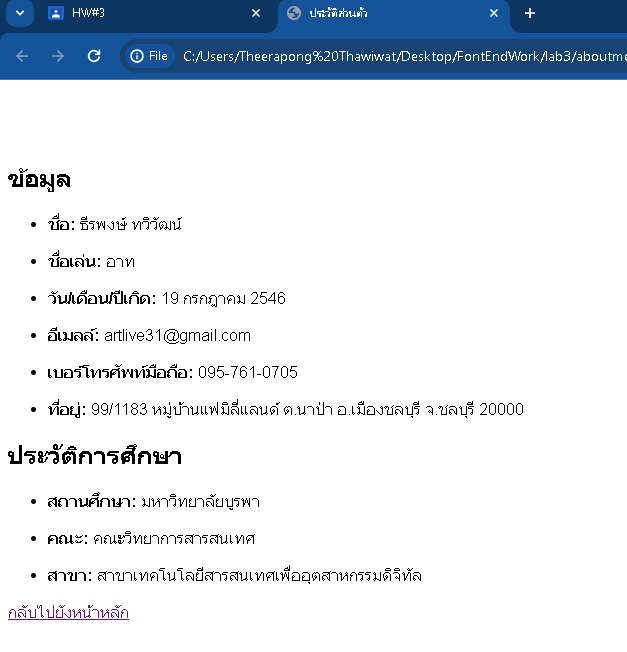 HW#3
ประวัติส่วนตัว
File C:/Users/Theerapong%20Thawiwat/Desktop/FontEndWork/lab3/aboutme
ข้อมูล
• ชื่อ: ธีรพงษ์ ทวิวัฒน์
• ชื่อเล่น: อาท
• วัน/เดือน/ปีเกิด: 19 กรกฎาคม 2546
• อีเมลล์: artlive31@gmail.com
• เบอร์โทรศัพท์มือถือ: 095-761-0705
• ที่อยู่: 99/1183 หมู่บ้านแฟมิลี่แลนด์ ต.นาป่า อ.เมืองชลบุรี จ.ชลบุรี 20000
ประวัติการศึกษา
• สถานศึกษา: มหาวิทยาลัยบูรพา
• คณะ: คณะวิทยาการสารสนเทศ
• สาขา: สาขาเทคโนโลยีสารสนเทศเพื่ออุตสาหกรรมดิจิทัล
กลับไปยังหน้าหลัก